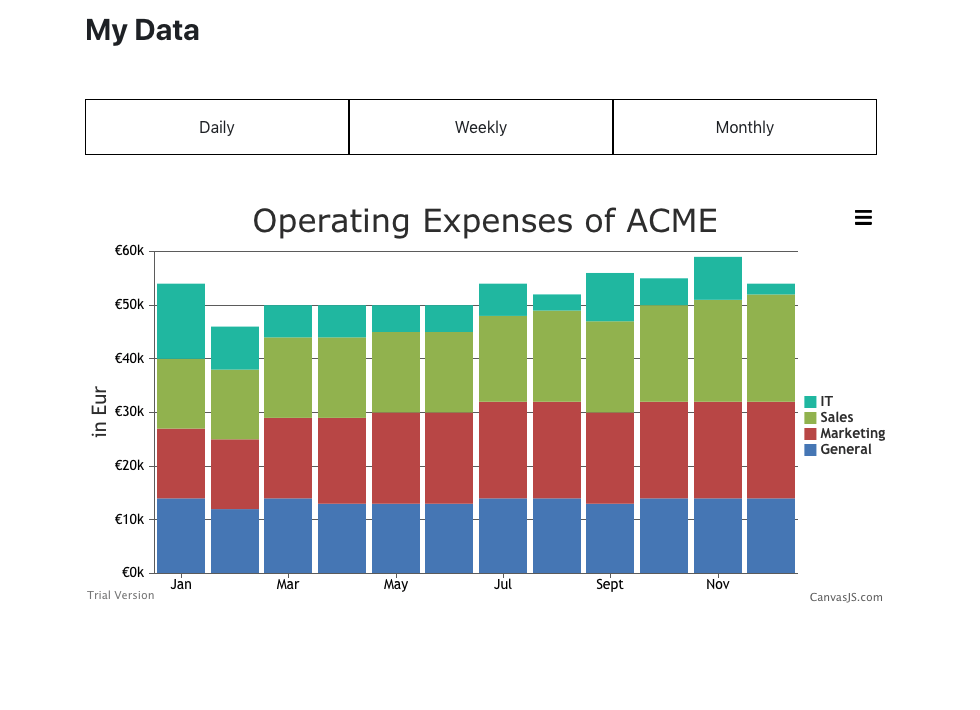 My Data
Daily Weekly Monthly
Operating Expenses of ACME
in Eur
€60k
€50k
€40k
€30k
€20k
€10k
€0k
Jan Mar May Jul Sept Nov
IT
Sales
Marketing
General
Trial Version
CanvasJS.com